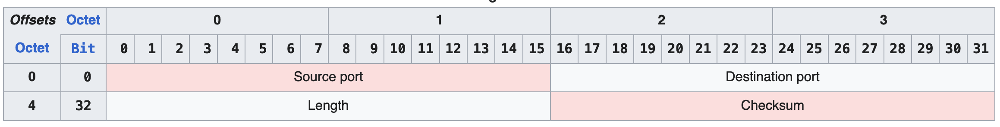 Offsets Octet 0 1 2 3
Octet Bit 0 1 2 3 4 5 6 7 8 9 10 11 12 13 14 15 16 17 18 19 20 21 22 23 24 25 26 27 28 29 30 31
0 0 Source port Destination port
4 32 Length Checksum